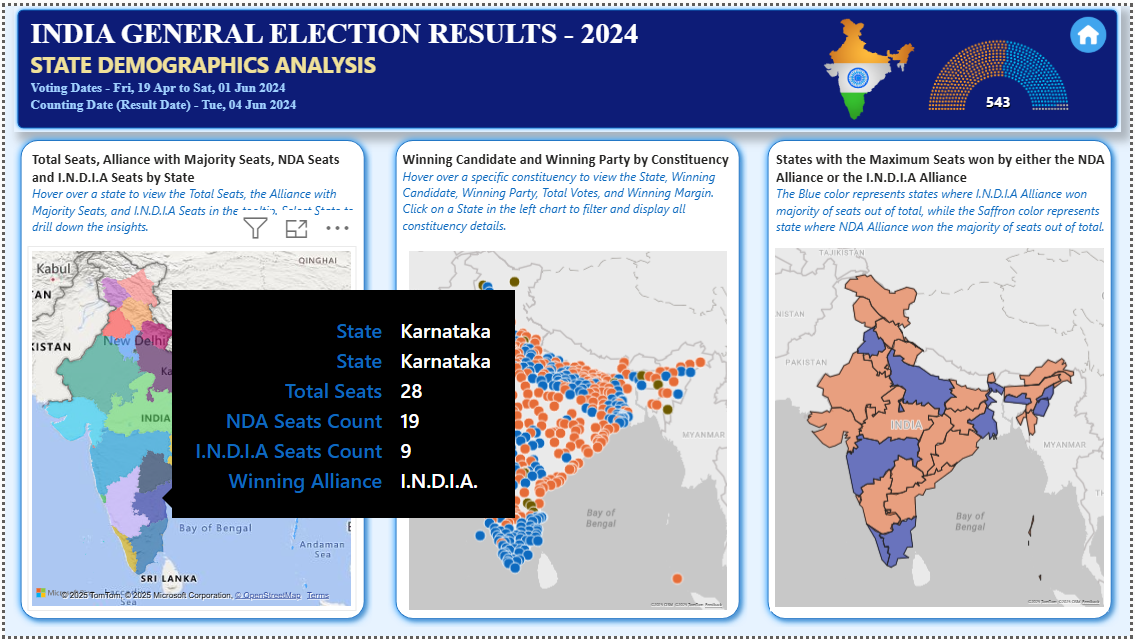 INDIA GENERAL ELECTION RESULTS - 2024
STATE DEMOGRAPHICS ANALYSIS
Voting Dates - Fri, 19 Apr to Sat, 01 Jun 2024
Counting Date (Result Date) - Tue, 04 Jun 2024
543
Total Seats, Alliance with Majority Seats, NDA Seats
and I.N.D.I.A Seats by State
Hover over a state to view the Total Seats, the Alliance with
Majority Seats, and I.N.D.I.A Seats in the tooltip. Select State to
drill down the insights.
QINGHAI
Kabul
TAN
KISTAN
New Delhi
Ka
INDIA
Bay of Bengal
Andaman
Sea
SRI LANKA
© 2025 TomTom, © 2025 Microsoft Corporation, © OpenStreetMap Terms
State Karnataka
State Karnataka
Total Seats 28
NDA Seats Count 19
I.N.D.I.A Seats Count 9
Winning Alliance I.N.D.I.A.
Winning Candidate and Winning Party by Constituency
Hover over a specific constituency to view the State, Winning
Candidate, Winning Party, Total Votes, and Winning Margin.
Click on a State in the left chart to filter and display all
constituency details.
MYANMAR
Bay of
Bengal
States with the Maximum Seats won by either the NDA
Alliance or the I.N.D.I.A Alliance
The Blue color represents states where I.N.D.I.A Alliance won
majority of seats out of total, while the Saffron color represents
state where NDA Alliance won the majority of seats out of total.
TAJIKISTAN
NISTAN
PAKISTAN
INDIA
MYANMAR
Bay of
Bengal
TH